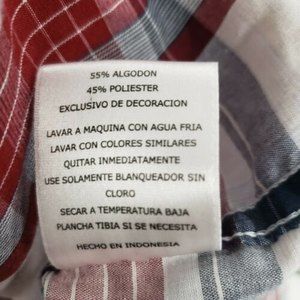 55% ALGODON
45% POLIESTER
EXCLUSIVO DE DECORACION
LAVAR A MAQUINA CON AGUA FRIA
LAVAR CON COLORES SIMILARES
QUITAR INMEDIATAMENTE
USE SOLAMENTE BLANQUEADOR SIN
CLORO
SECAR A TEMPERATURA BAJA
PLANCHA TIBIA SI SE NECESITA
HECHO EN INDONESIA